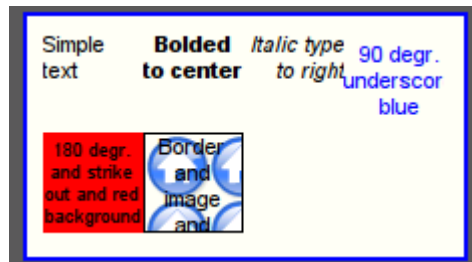 Simple
text
Bolded
to center
Italic type
to right
90 degr.
underscor
blue
180 degr.
and strike
out and red
background
Border
and
image
and